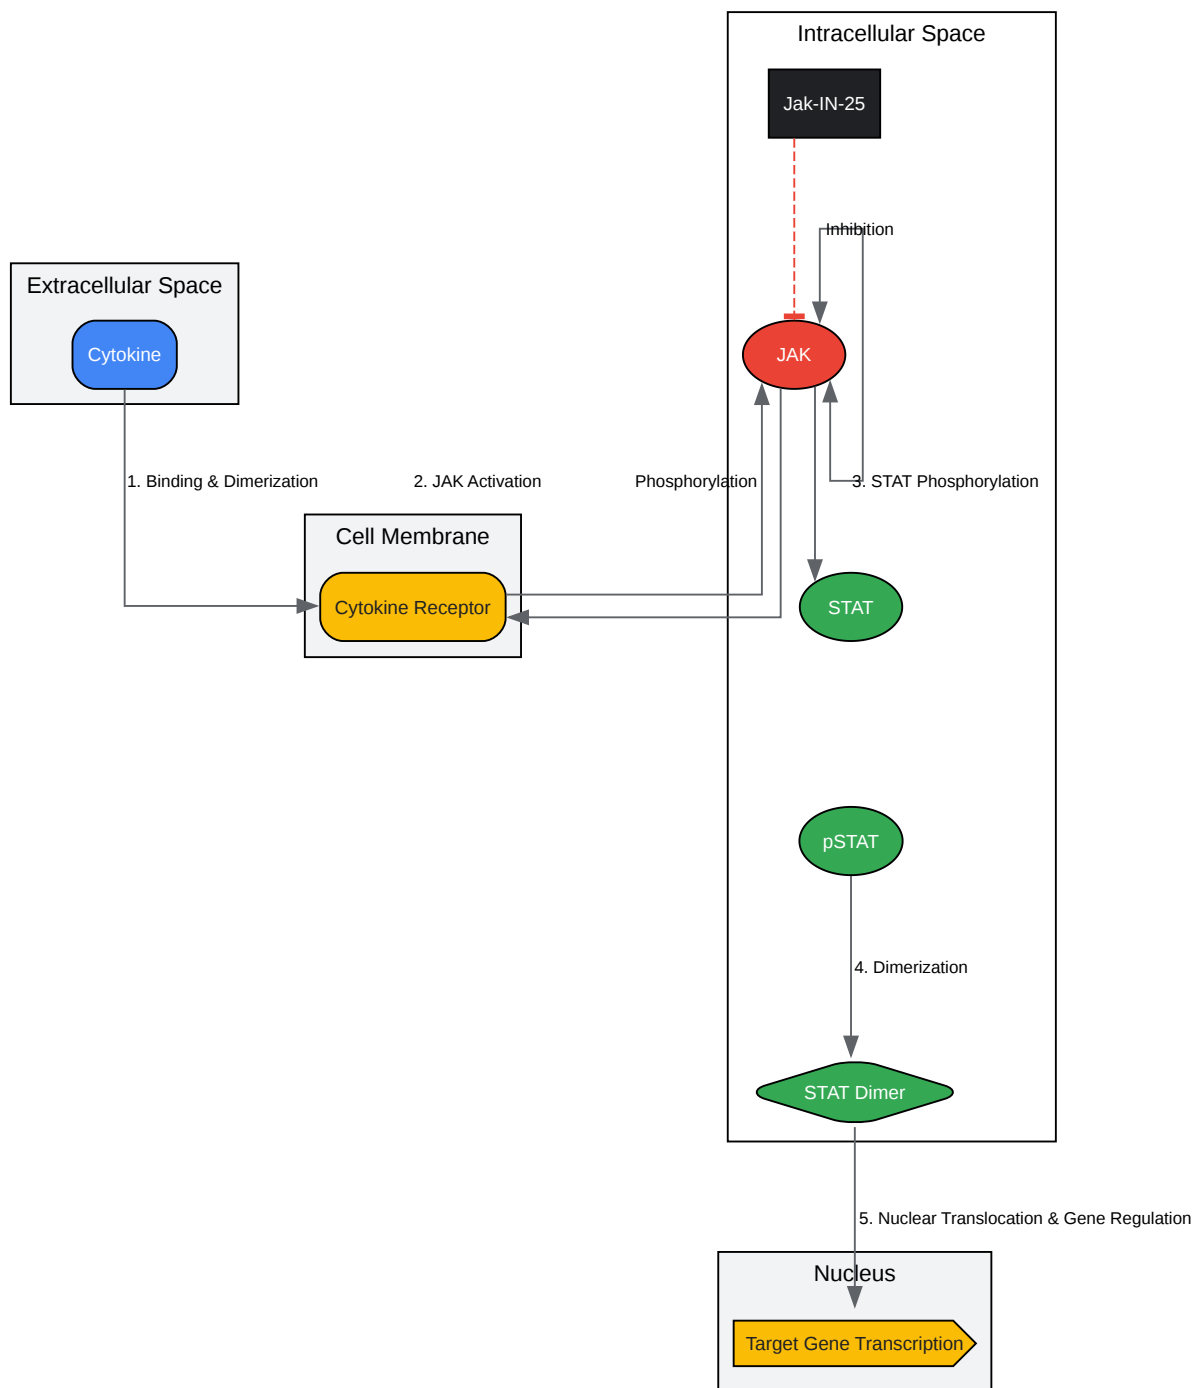 Intracellular Space
Jak-IN-25
Inhibition
Extracellular Space
Cytokine
JAK
1. Binding & Dimerization
2. JAK Activation
Phosphorylation
3. STAT Phosphorylation
Cell Membrane
Cytokine Receptor
STAT
pSTAT
4. Dimerization
STAT Dimer
5. Nuclear Translocation & Gene Regulation
Nucleus
Target Gene Transcription